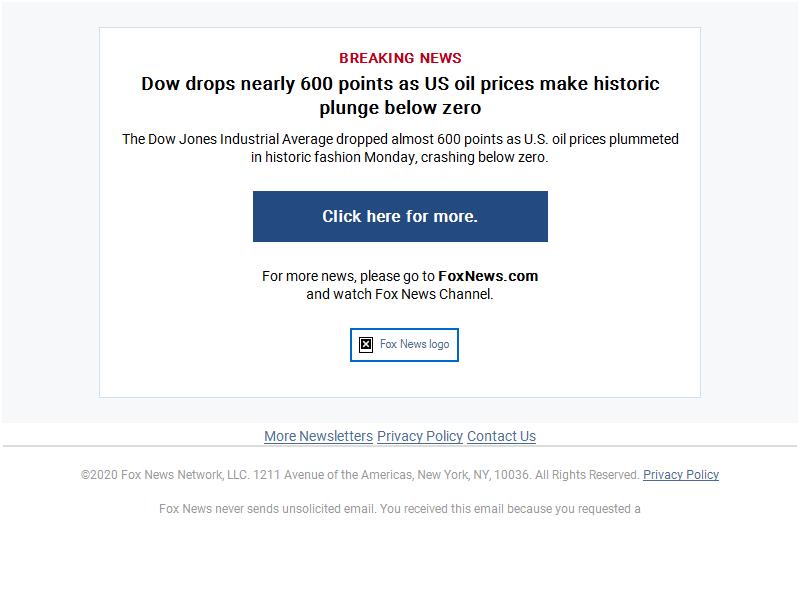 BREAKING NEWS
Dow drops nearly 600 points as US oil prices make historic
plunge below zero
The Dow Jones Industrial Average dropped almost 600 points as U.S. oil prices plummeted
in historic fashion Monday, crashing below zero.
Click here for more.
For more news, please go to FoxNews.com
and watch Fox News Channel.
Fox News logo
More Newsletters Privacy Policy Contact Us
©2020 Fox News Network, LLC. 1211 Avenue of the Americas, New York, NY, 10036. All Rights Reserved. Privacy Policy
Fox News never sends unsolicited email. You received this email because you requested a